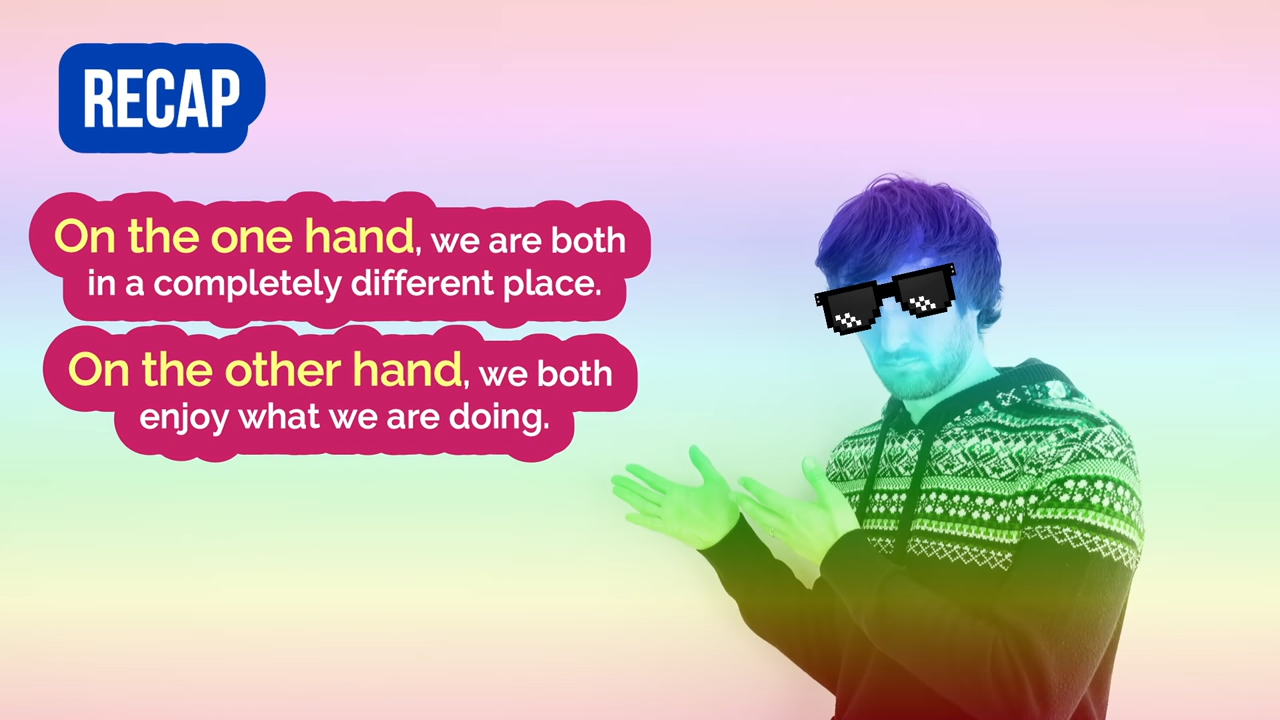 RECAP
On the one hand, we are both
in a completely different place.
On the other hand, we both
enjoy what we are doing.